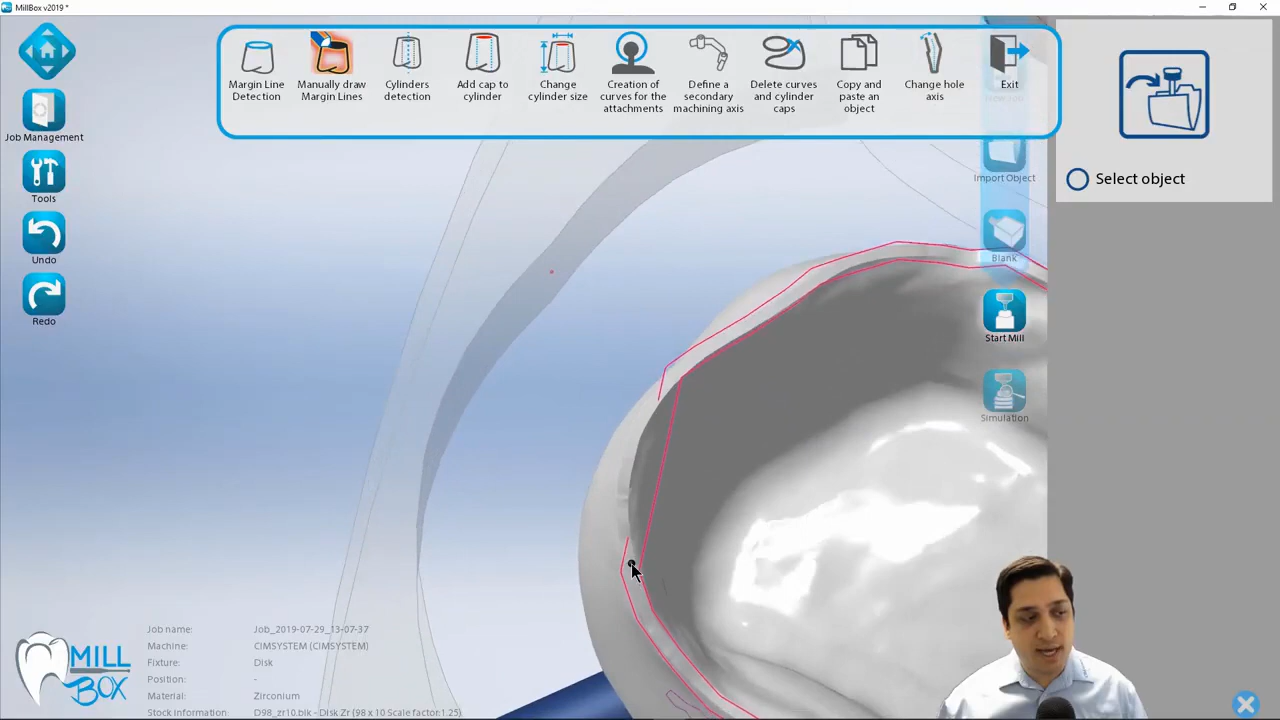 MillBox v2019 *
Margin Line
Detection
Manually draw
Margin Lines
Cylinders
detection
Add cap to
cylinder
Change
cylinder size
Creation of
curves for the
attachments
Define a
secondary
machining axis
Delete curves
and cylinder
caps
Copy and
paste an
object
Change hole
axis
Exit
Select object
Job Management
Tools
Undo
Redo
Import Object
Blank
Start Mill
Simulation
MILL
BOX
Job name: Job_2019-07-29_13-07-37
Machine: CIMSYSTEM (CIMSYSTEM)
Fixture: Disk
Position: -
Material: Zirconium
Stock information: D98_zr10.blk - Disk Zr (98 x 10 Scale factor:1.25)